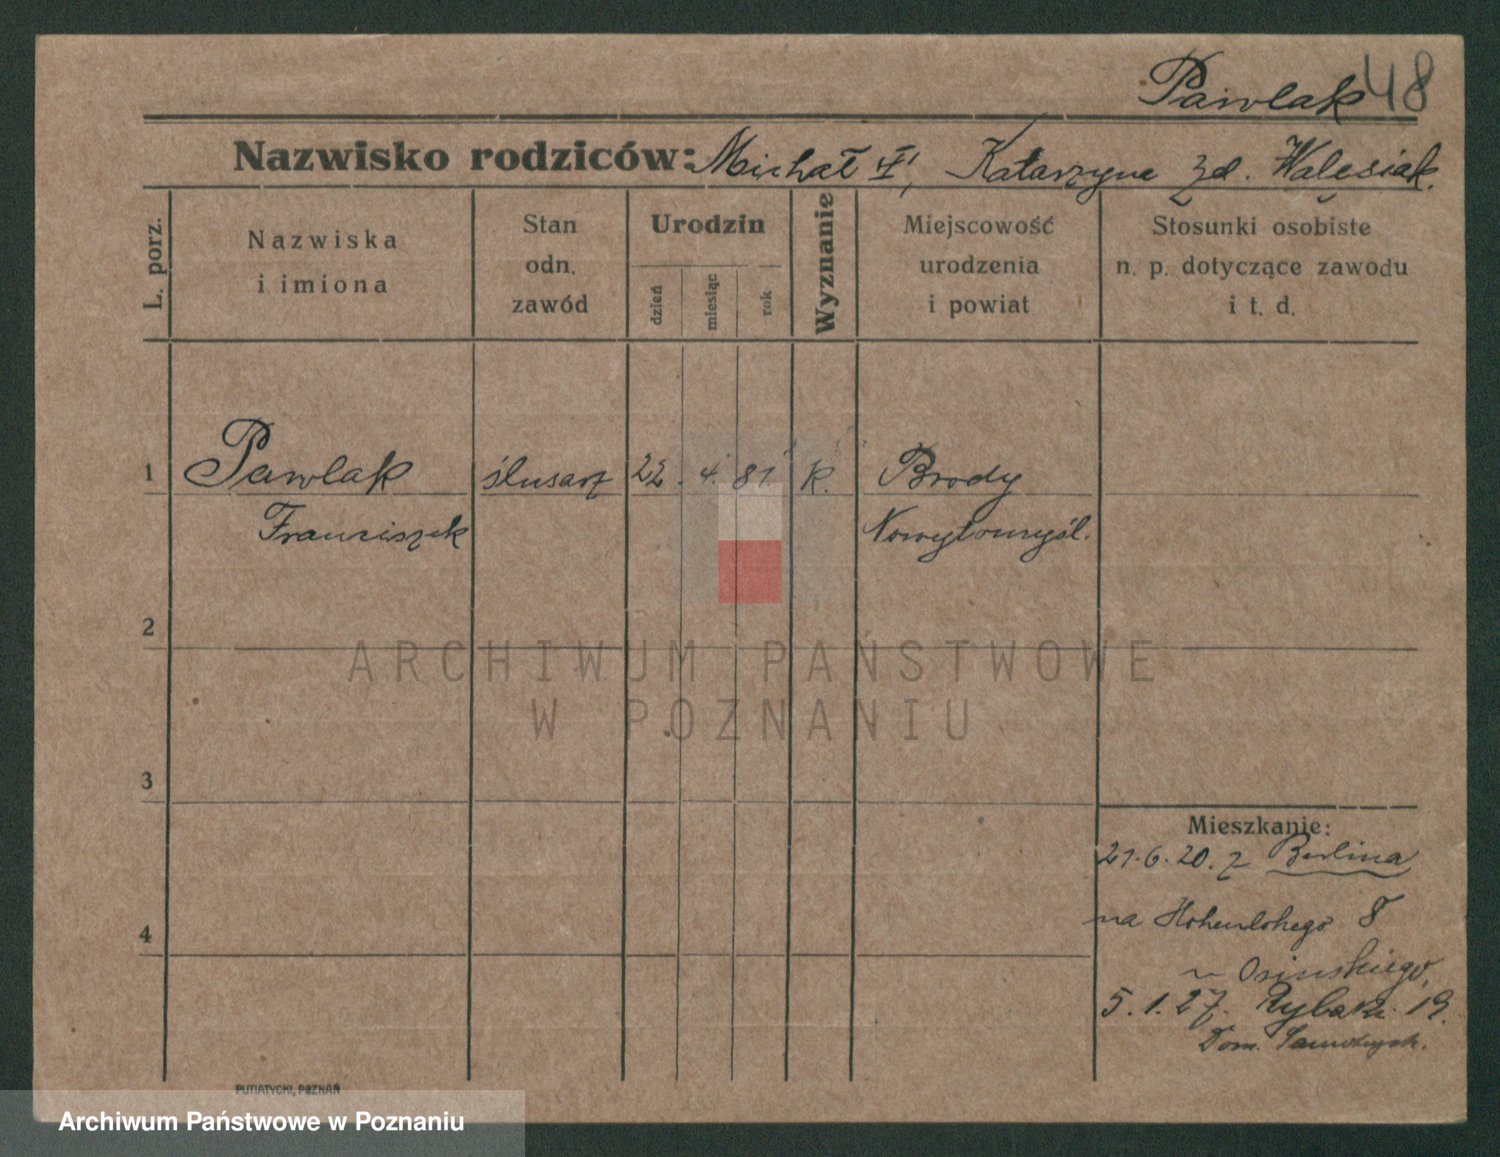 Pawlak 48
Nazwisko rodziców: Michał I, Katarzyna zd. Walesiak.
L. porz.
Nazwiska
i imiona
Stan
odn.
zawód
Urodzin
dzień
miesiąc
rok
Wyznanie
Miejscowość
urodzenia
i powiat
Stosunki osobiste
n. p. dotyczące zawodu
i t. d.
1 Pawlak ślusarz 22. 4. 81. K. Brody
Franciszek Nowytomyśl.
2
3
4
Mieszkanie:
21.6.20. z Berlina
na Hohenlohego 8
u Osinskiego,
5.1.27. Rybaki 19.
Dom.
ARCHIWUM PAŃSTWOWE
W POZNANIU
PUTIATYCKI, POZNAŃ
Archiwum Państwowe w Poznaniu